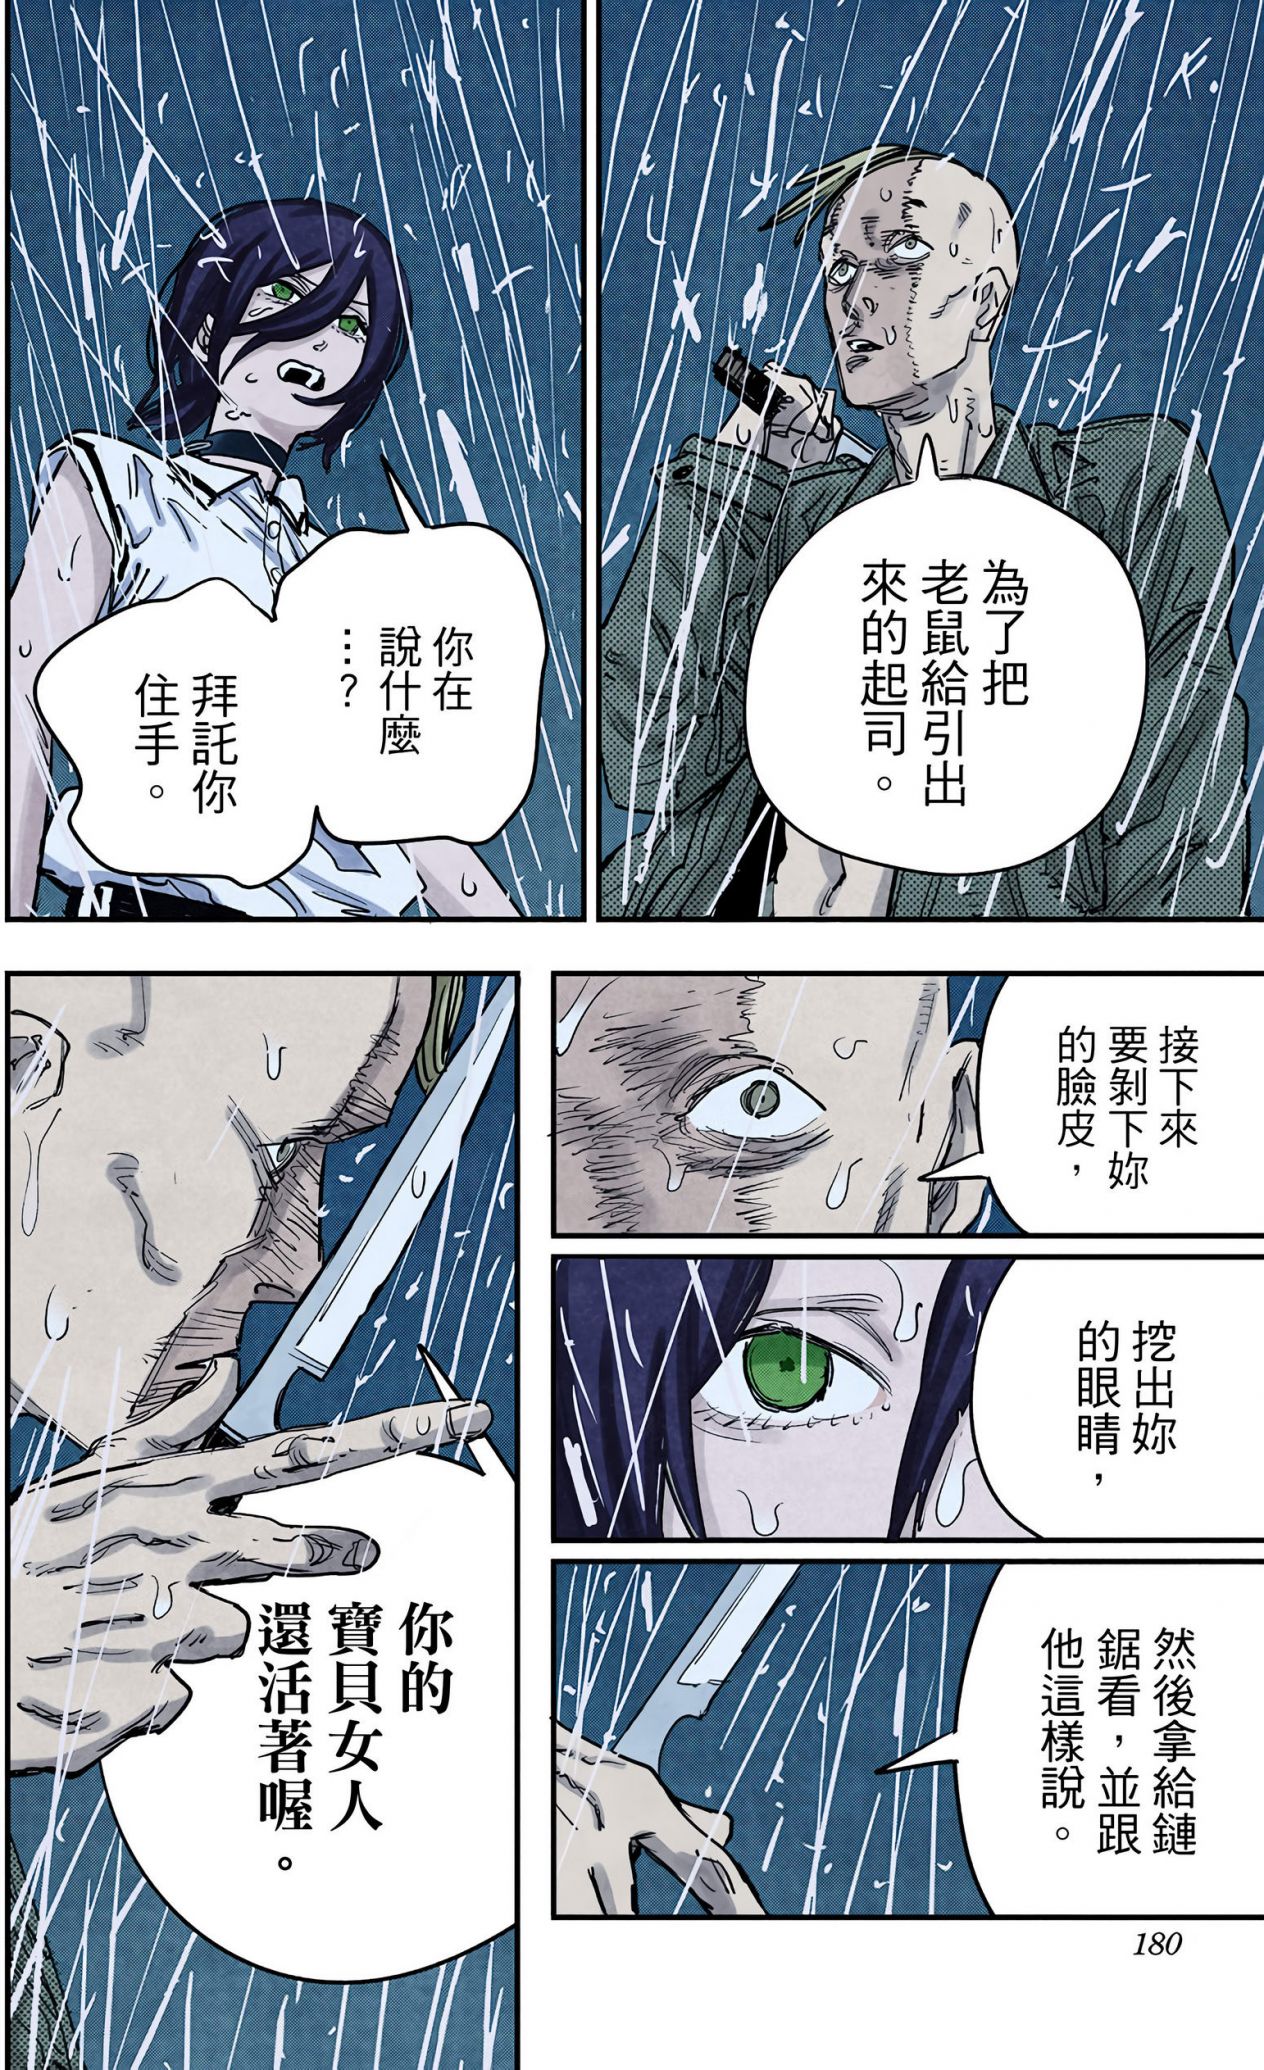 為了把
老鼠給引出
來的起司。
你在
說什麼
…?
拜託你
住手。
接下來
要剝下妳
的臉皮，
挖出妳
的眼睛，
然後拿給鏈
鋸看，並跟
他這樣說。
你的
寶貝女人
還活著喔。
180